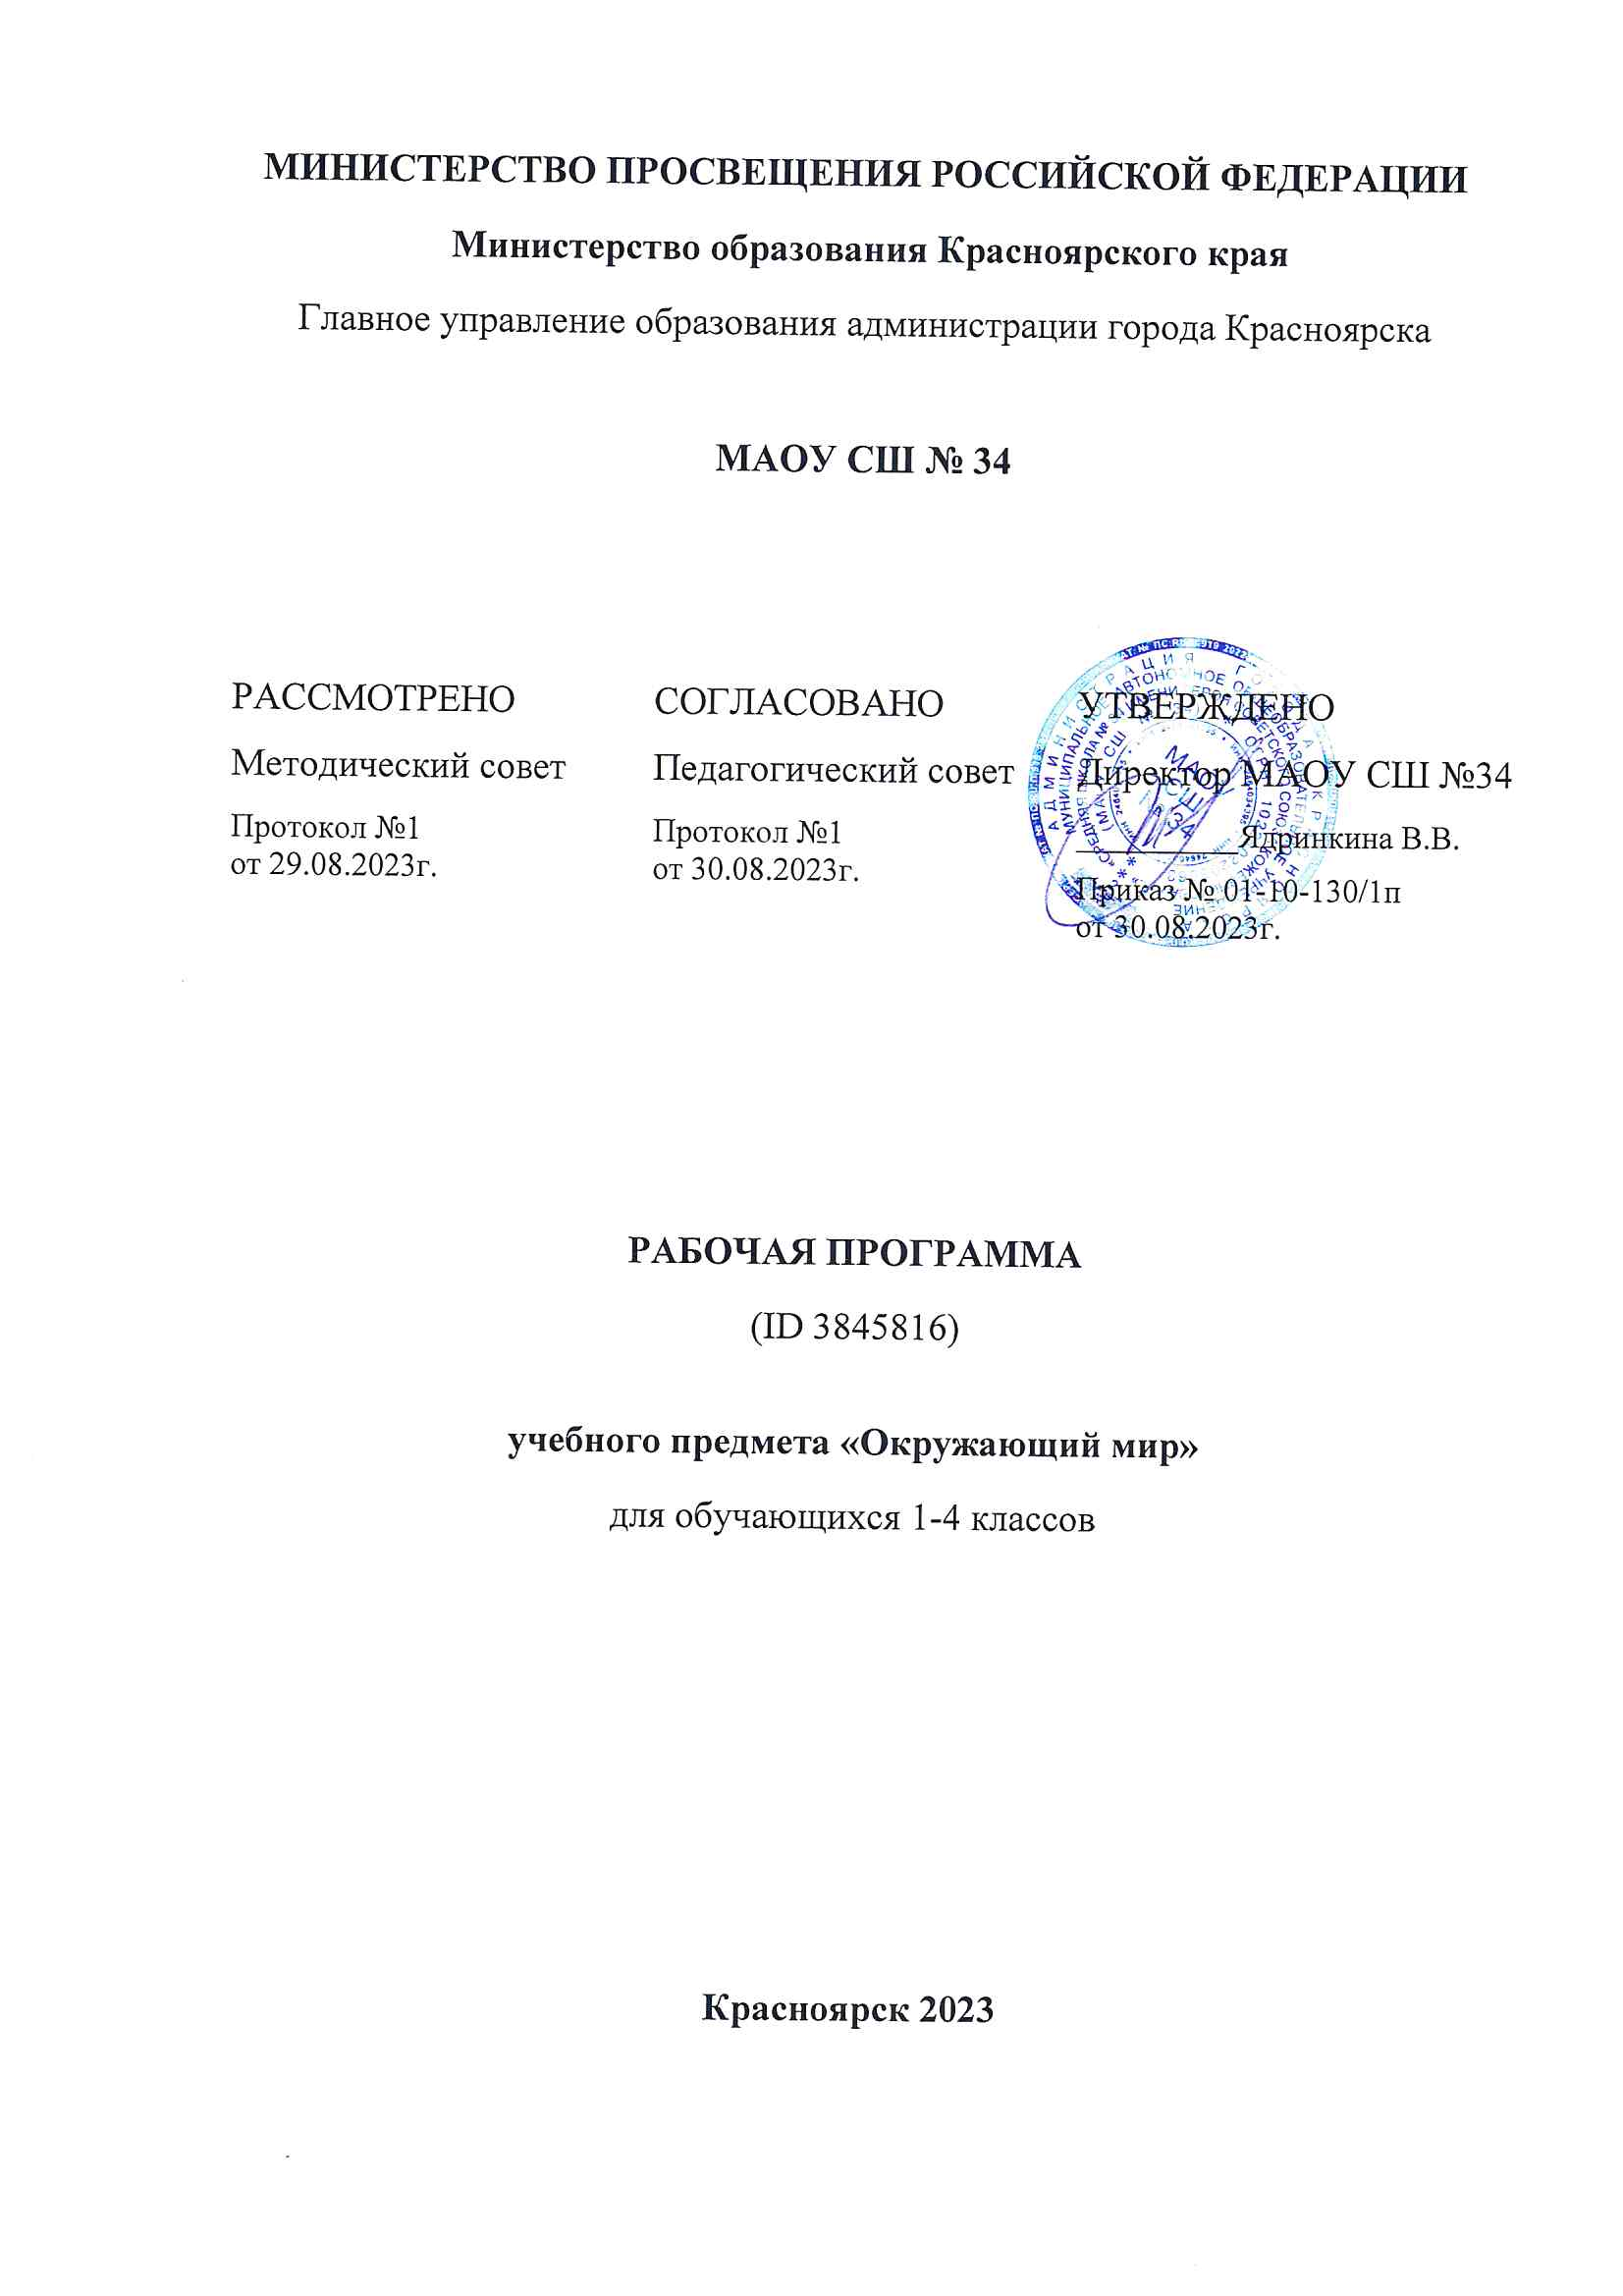 МИНИСТЕРСТВО ПРОСВЕЩЕНИЯ РОССИЙСКОЙ ФЕДЕРАЦИИ
Министерство образования Красноярского края
Главное управление образования администрации города Красноярска
МАОУ СШ № 34
РАССМОТРЕНО
Методический совет
Протокол №1
от 29.08.2023г.
СОГЛАСОВАНО
Педагогический совет
Протокол №1
от 30.08.2023г.
УТВЕРЖДЕНО
Директор МАОУ СШ №34
__________Ядринкина В.В.
Приказ № 01-10-130/1п
от 30.08.2023г.
РАБОЧАЯ ПРОГРАММА
(ID 3845816)
учебного предмета «Окружающий мир»
для обучающихся 1-4 классов
Красноярск 2023